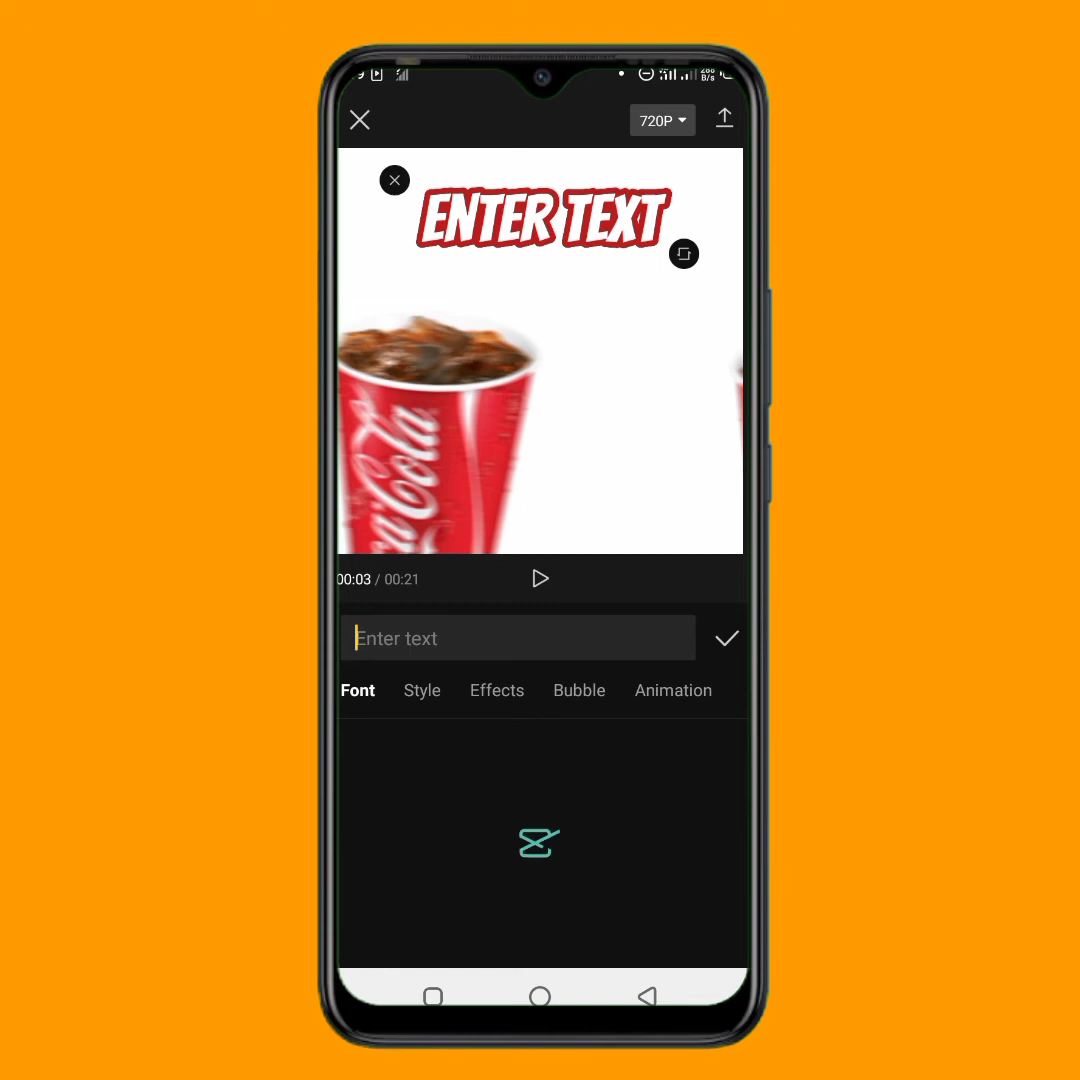 720P
ENTER TEXT
Coca-Cola
00:03 / 00:21
Enter text
Font Style Effects Bubble Animation